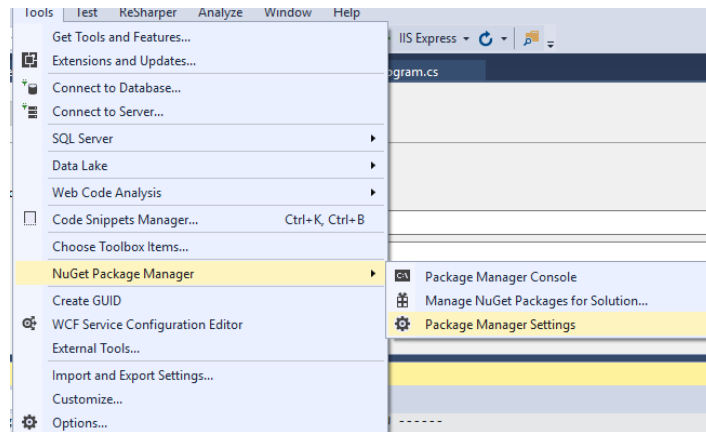 Tools Test ReSharper Analyze Window Help
IIS Express
Get Tools and Features...
Extensions and Updates...
ogram.cs
Connect to Database...
Connect to Server...
SQL Server
Data Lake
Web Code Analysis
Code Snippets Manager... Ctrl+K, Ctrl+B
Choose Toolbox Items...
NuGet Package Manager
Package Manager Console
Create GUID
Manage NuGet Packages for Solution...
WCF Service Configuration Editor
Package Manager Settings
External Tools...
Import and Export Settings...
Customize...
Options...
------